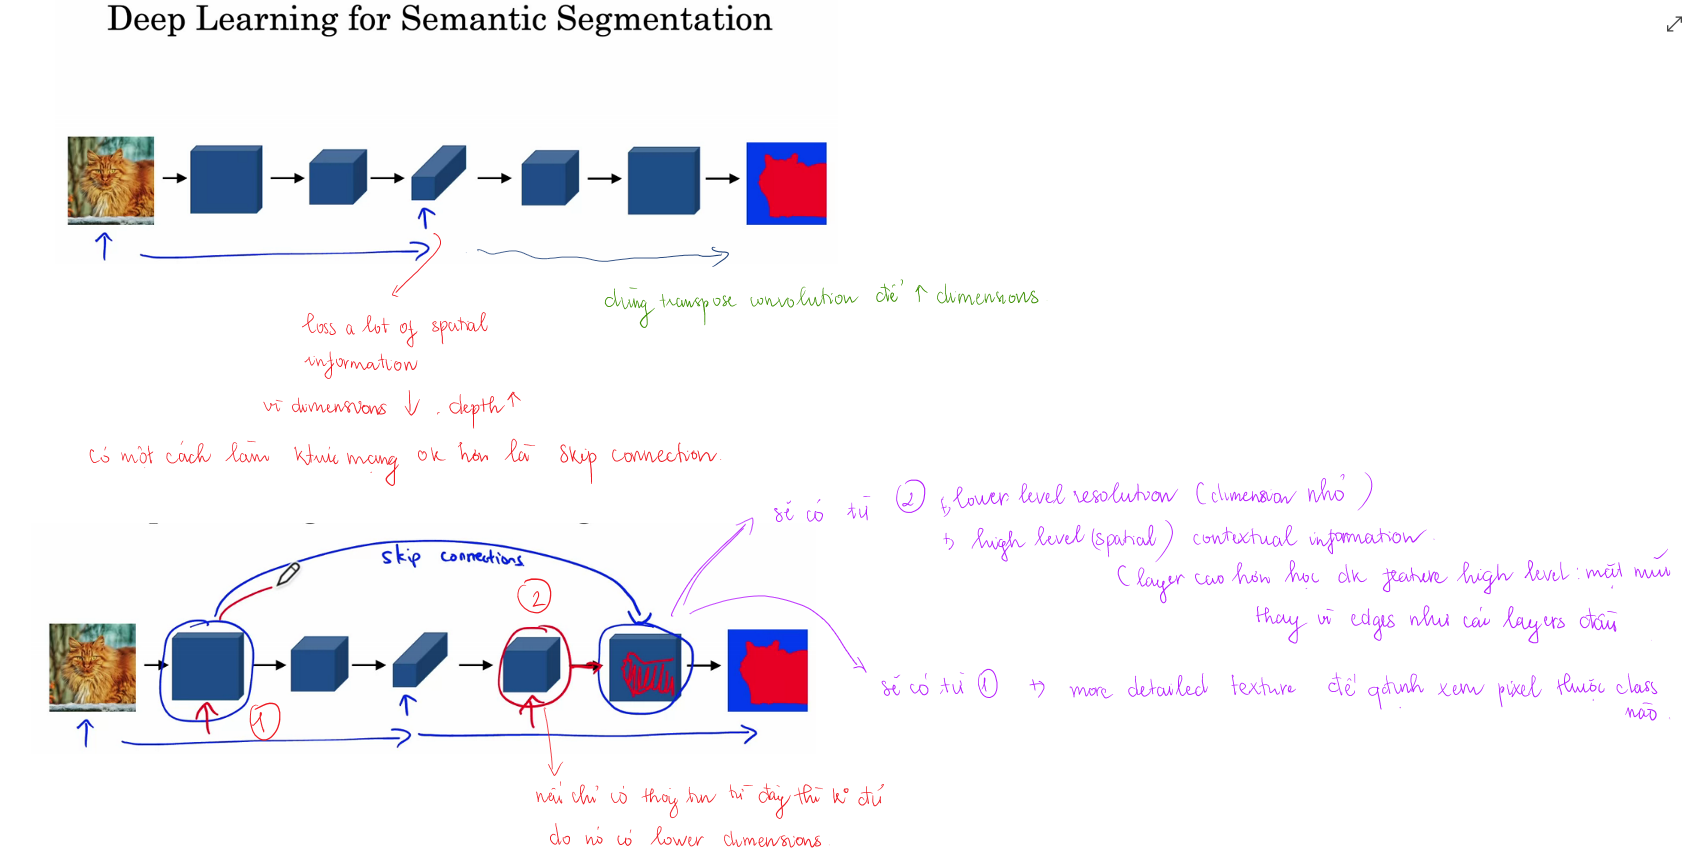 Deep Learning for Semantic Segmentation
dùng transpose convolution để ↑ dimensions
loss a lot of spatial
information
vì dimensions ↓ , depth ↑
có một cách làm khúc mạng ok hơn là skip connection.
skip connections
①
②
sẽ có từ ② ↳ lower level resolution (dimension nhỏ)
↳ high level (spatial) contextual information.
(layer cao hơn học đk feature high level: mắt mũi
thay vì edges như các layers đầu
sẽ có từ ① ↳ more detailed texture để qđịnh xem pixel thuộc class
nào.
nếu chỉ có thông tin từ đây thì k° đủ
do nó có lower dimensions